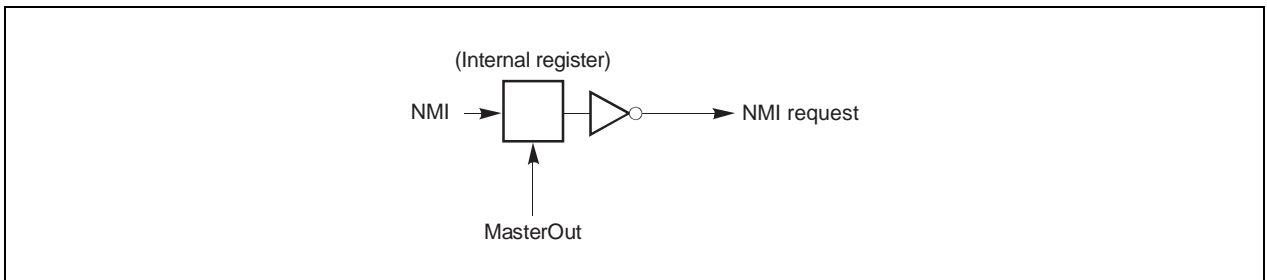 (Internal register)
NMI
NMI request
MasterOut